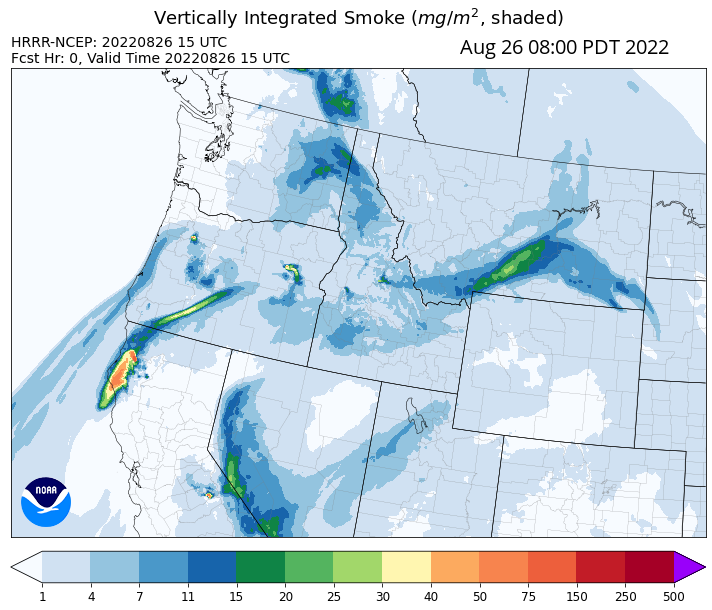 Vertically Integrated Smoke (mg/m², shaded)
HRRR-NCEP: 20220826 15 UTC
Fcst Hr: 0, Valid Time 20220826 15 UTC
Aug 26 08:00 PDT 2022
NOAA
1 4 7 11 15 20 25 30 40 50 75 150 250 500